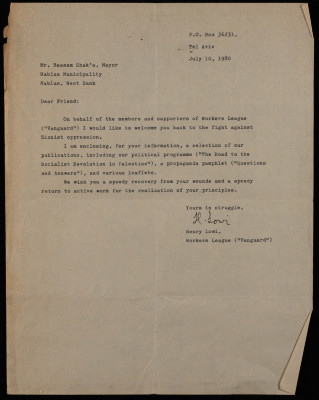 P.O. Box 36231,
Tel Aviv
July 10, 1980
Mr. Bassam Shak'a, Mayor
Nablus Municipality
Nablus, West Bank
Dear Friend:
On behalf of the members and supporters of Workers League
("Vanguard") I would like to welcome you back to the fight against
Zionist oppression.
I am enclosing, for your information, a selection of our
publications, including our political programme ("The Road to the
Socialist Revolution in Palestine"), a propaganda pamphlet ("Questions
and Answers"), and various leaflets.
We wish you a speedy recovery from your wounds and a speedy
return to active work for the realisation of your principles.
Yours in struggle,
H. Lowi
Henry Lowi,
Workers League ("Vanguard")